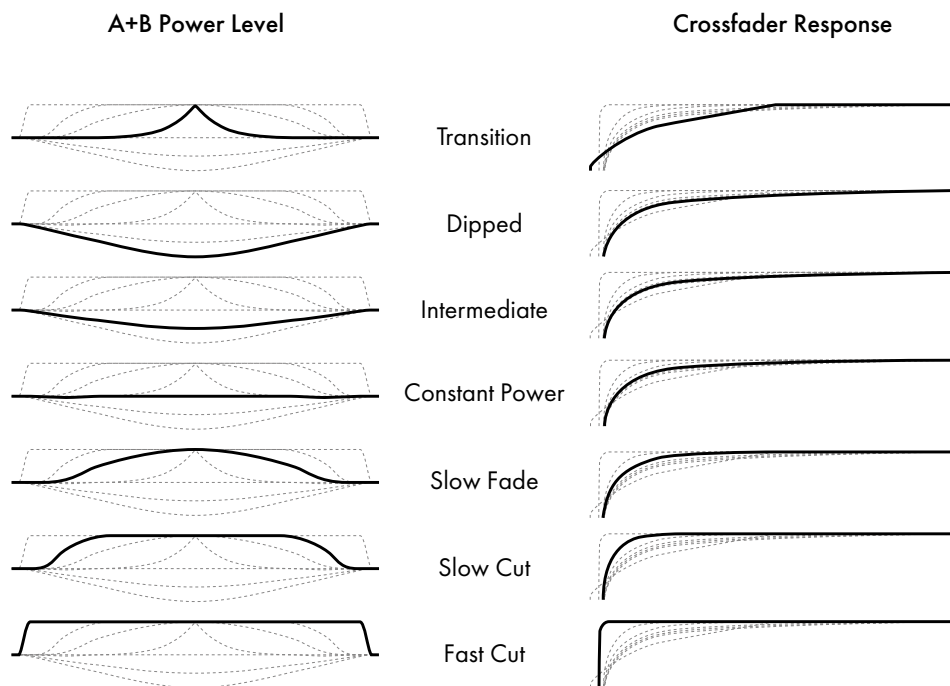 A+B Power Level
Crossfader Response
Transition
Dipped
Intermediate
Constant Power
Slow Fade
Slow Cut
Fast Cut